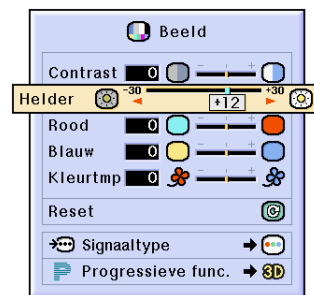 Beeld
Contrast 0
Helder -30 +12 +30
Rood 0
Blauw 0
Kleurtmp 0
Reset
Signaaltype
Progressieve func. 3D